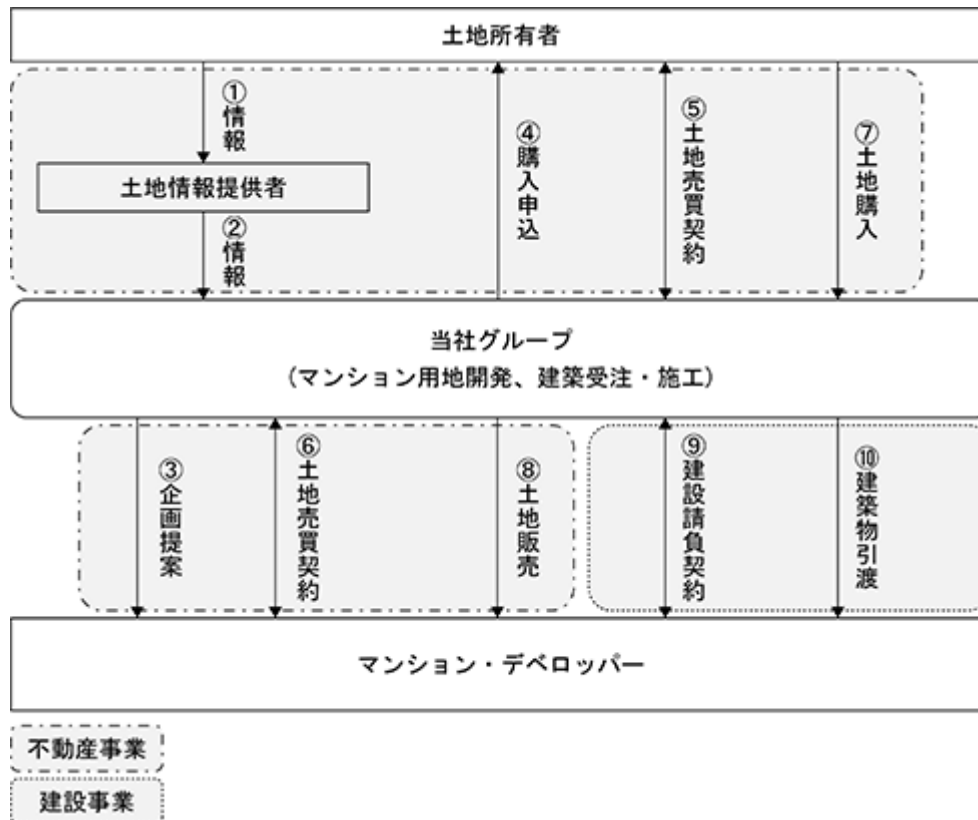 土地所有者
①情報
土地情報提供者
②情報
④購入申込
⑤土地売買契約
⑦土地購入
当社グループ
（マンション用地開発、建築受注・施工）
③企画提案
⑥土地売買契約
⑧土地販売
⑨建設請負契約
⑩建築物引渡
マンション・デベロッパー
不動産事業
建設事業